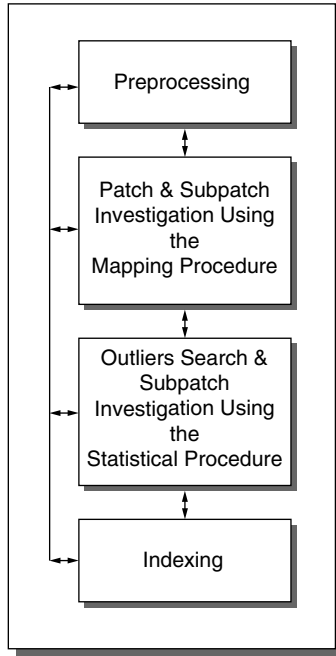 Preprocessing
Patch & Subpatch
Investigation Using
the
Mapping Procedure
Outliers Search &
Subpatch
Investigation Using
the
Statistical Procedure
Indexing